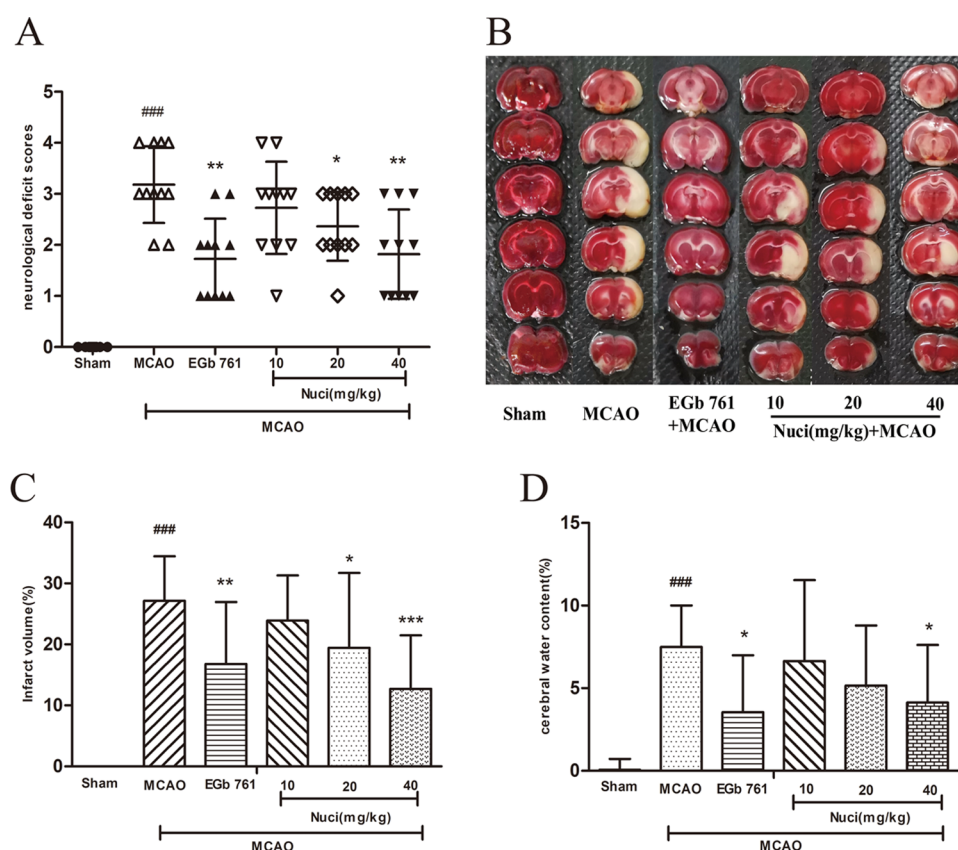 A
neurological deficit scores
5
4
3
2
1
0
###
**
*
**
Sham
MCAO
EGb 761
10
20
40
Nuci(mg/kg)
MCAO
B
Sham
MCAO
EGb 761
+MCAO
10
20
40
Nuci(mg/kg)+MCAO
C
Infarct volume(%)
40
30
20
10
0
###
**
*
***
Sham
MCAO
EGb 761
10
20
40
Nuci(mg/kg)
MCAO
D
cerebral water content(%)
15
10
5
0
###
*
*
Sham
MCAO
EGb 761
10
20
40
Nuci(mg/kg)
MCAO